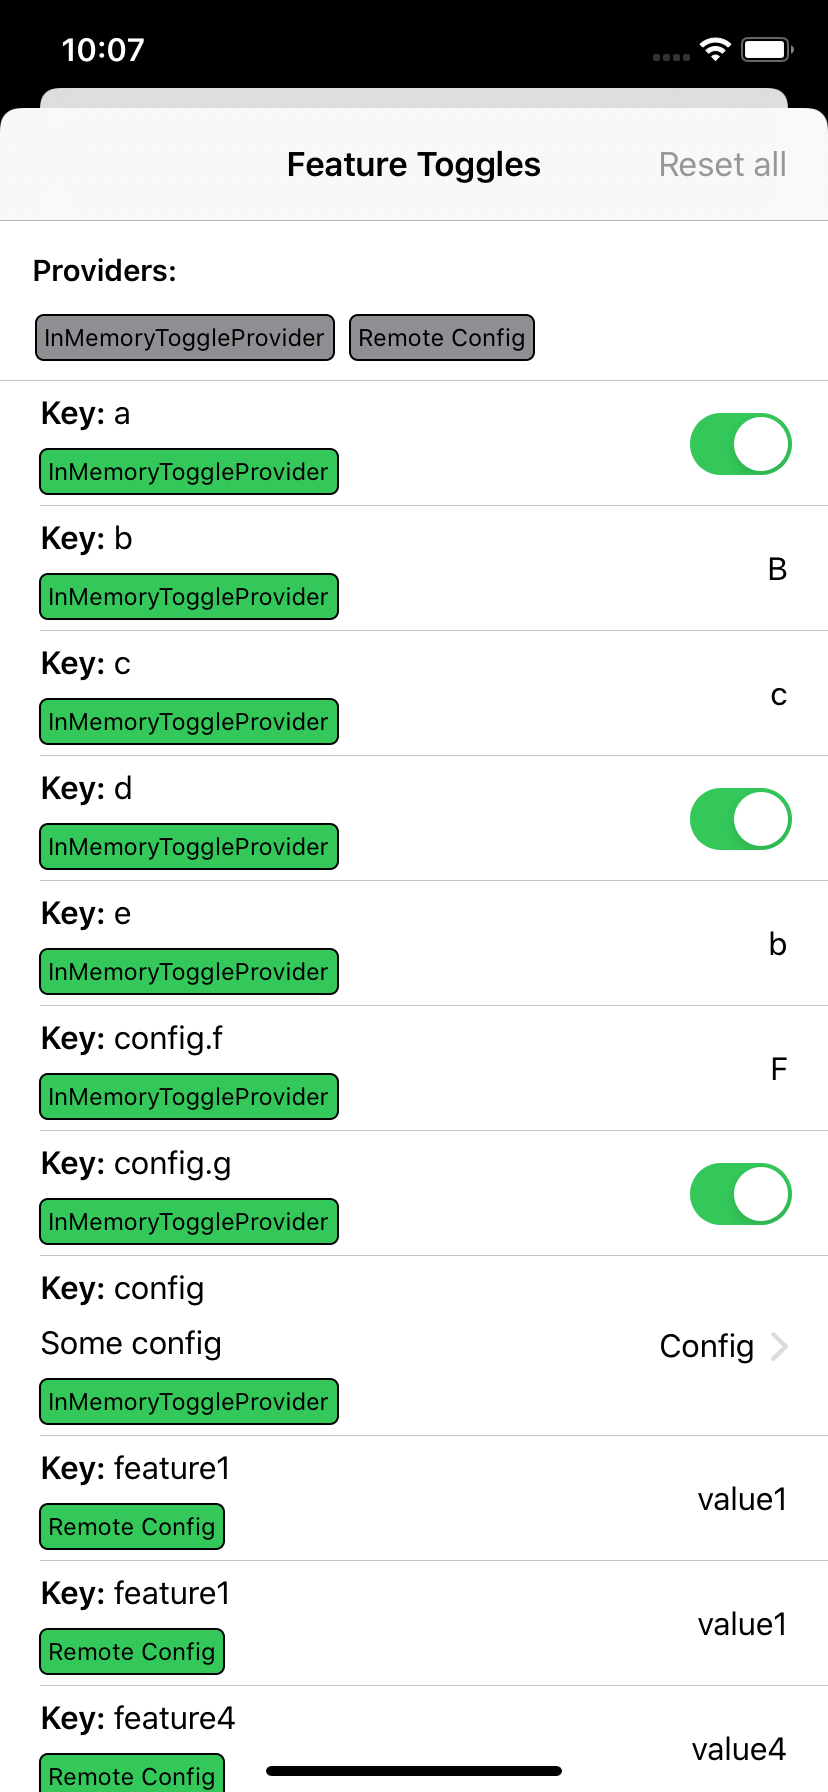 10:07
Feature Toggles
Reset all
Providers:
InMemoryToggleProvider
Remote Config
Key: a
InMemoryToggleProvider
Key: b
B
InMemoryToggleProvider
Key: c
c
InMemoryToggleProvider
Key: d
InMemoryToggleProvider
Key: e
b
InMemoryToggleProvider
Key: config.f
F
InMemoryToggleProvider
Key: config.g
InMemoryToggleProvider
Key: config
Some config
Config
InMemoryToggleProvider
Key: feature1
value1
Remote Config
Key: feature1
value1
Remote Config
Key: feature4
value4
Remote Config